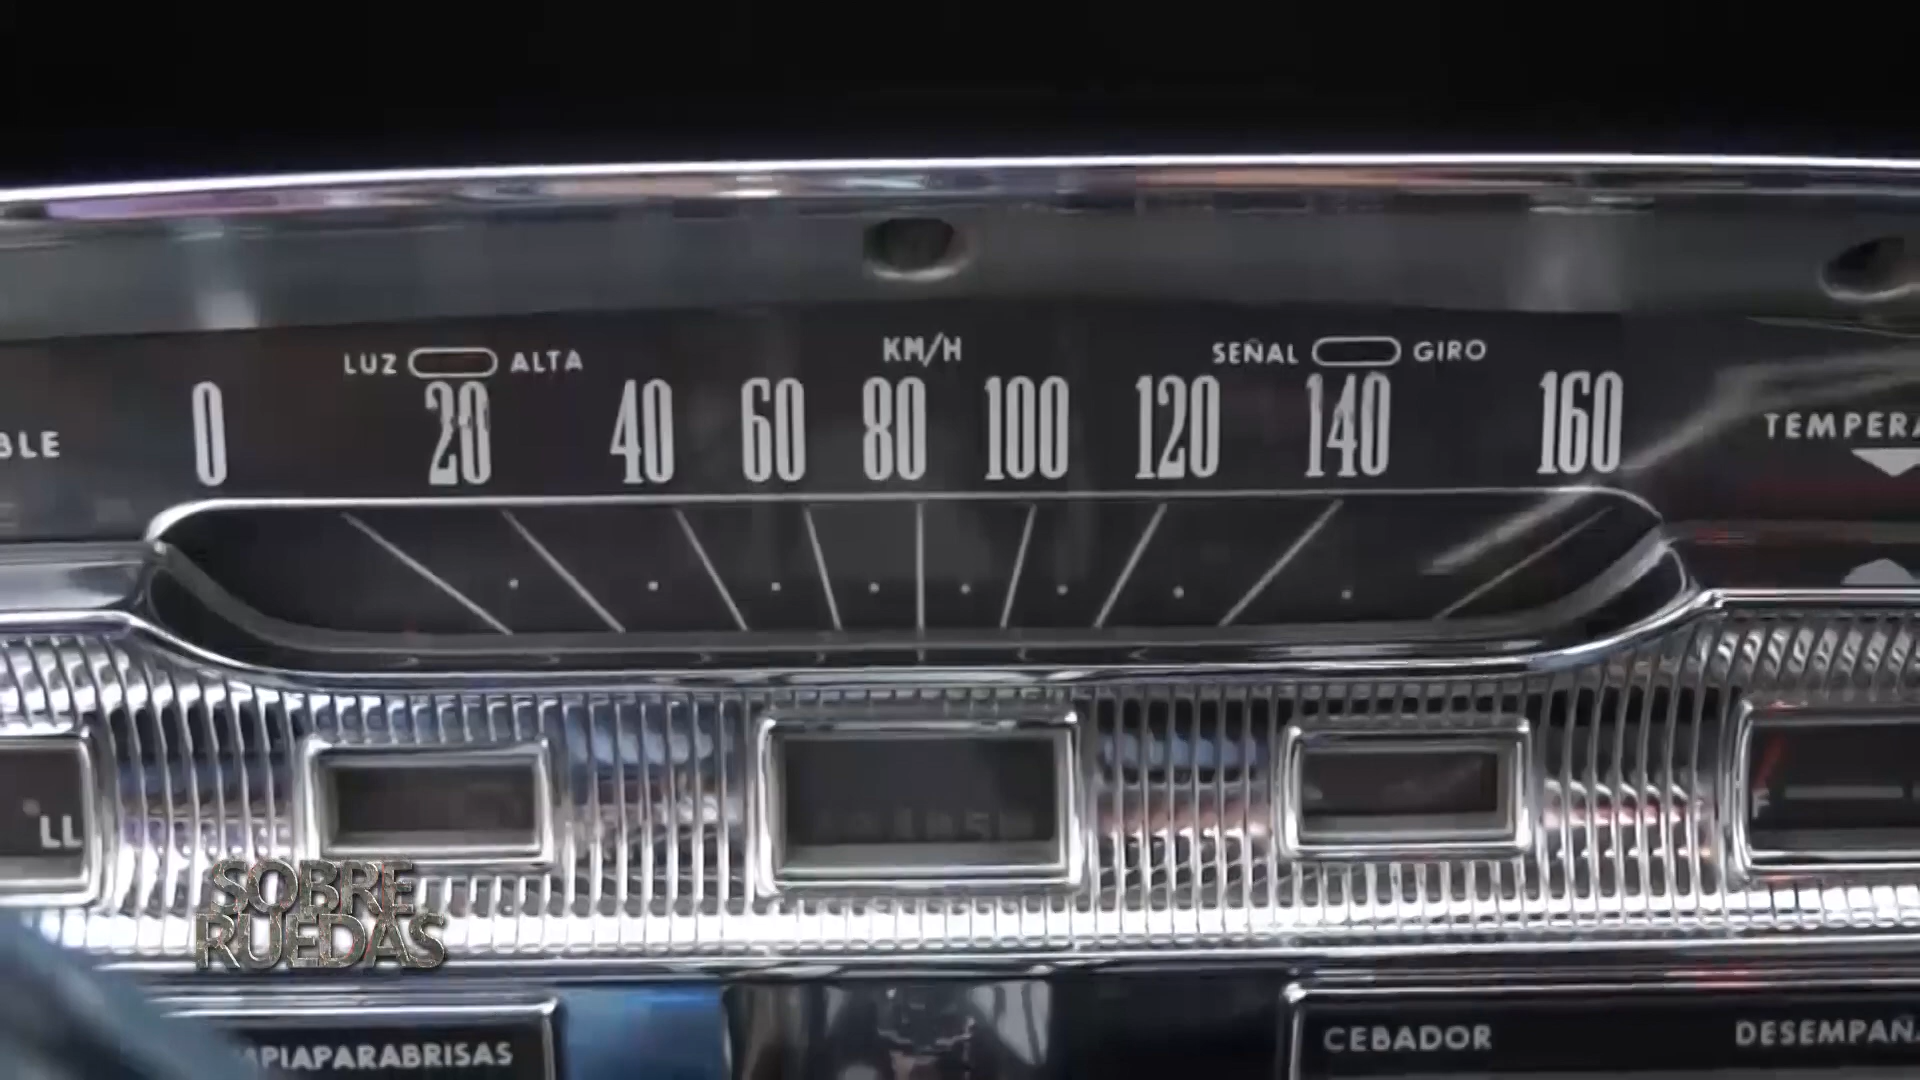 LUZ ALTA
KM/H
SEÑAL GIRO
0 20 40 60 80 100 120 140 160
BLE
TEMPERA
LL
F
SOBRE
RUEDAS
PIAPARABRISAS
CEBADOR
DESEMPAÑ